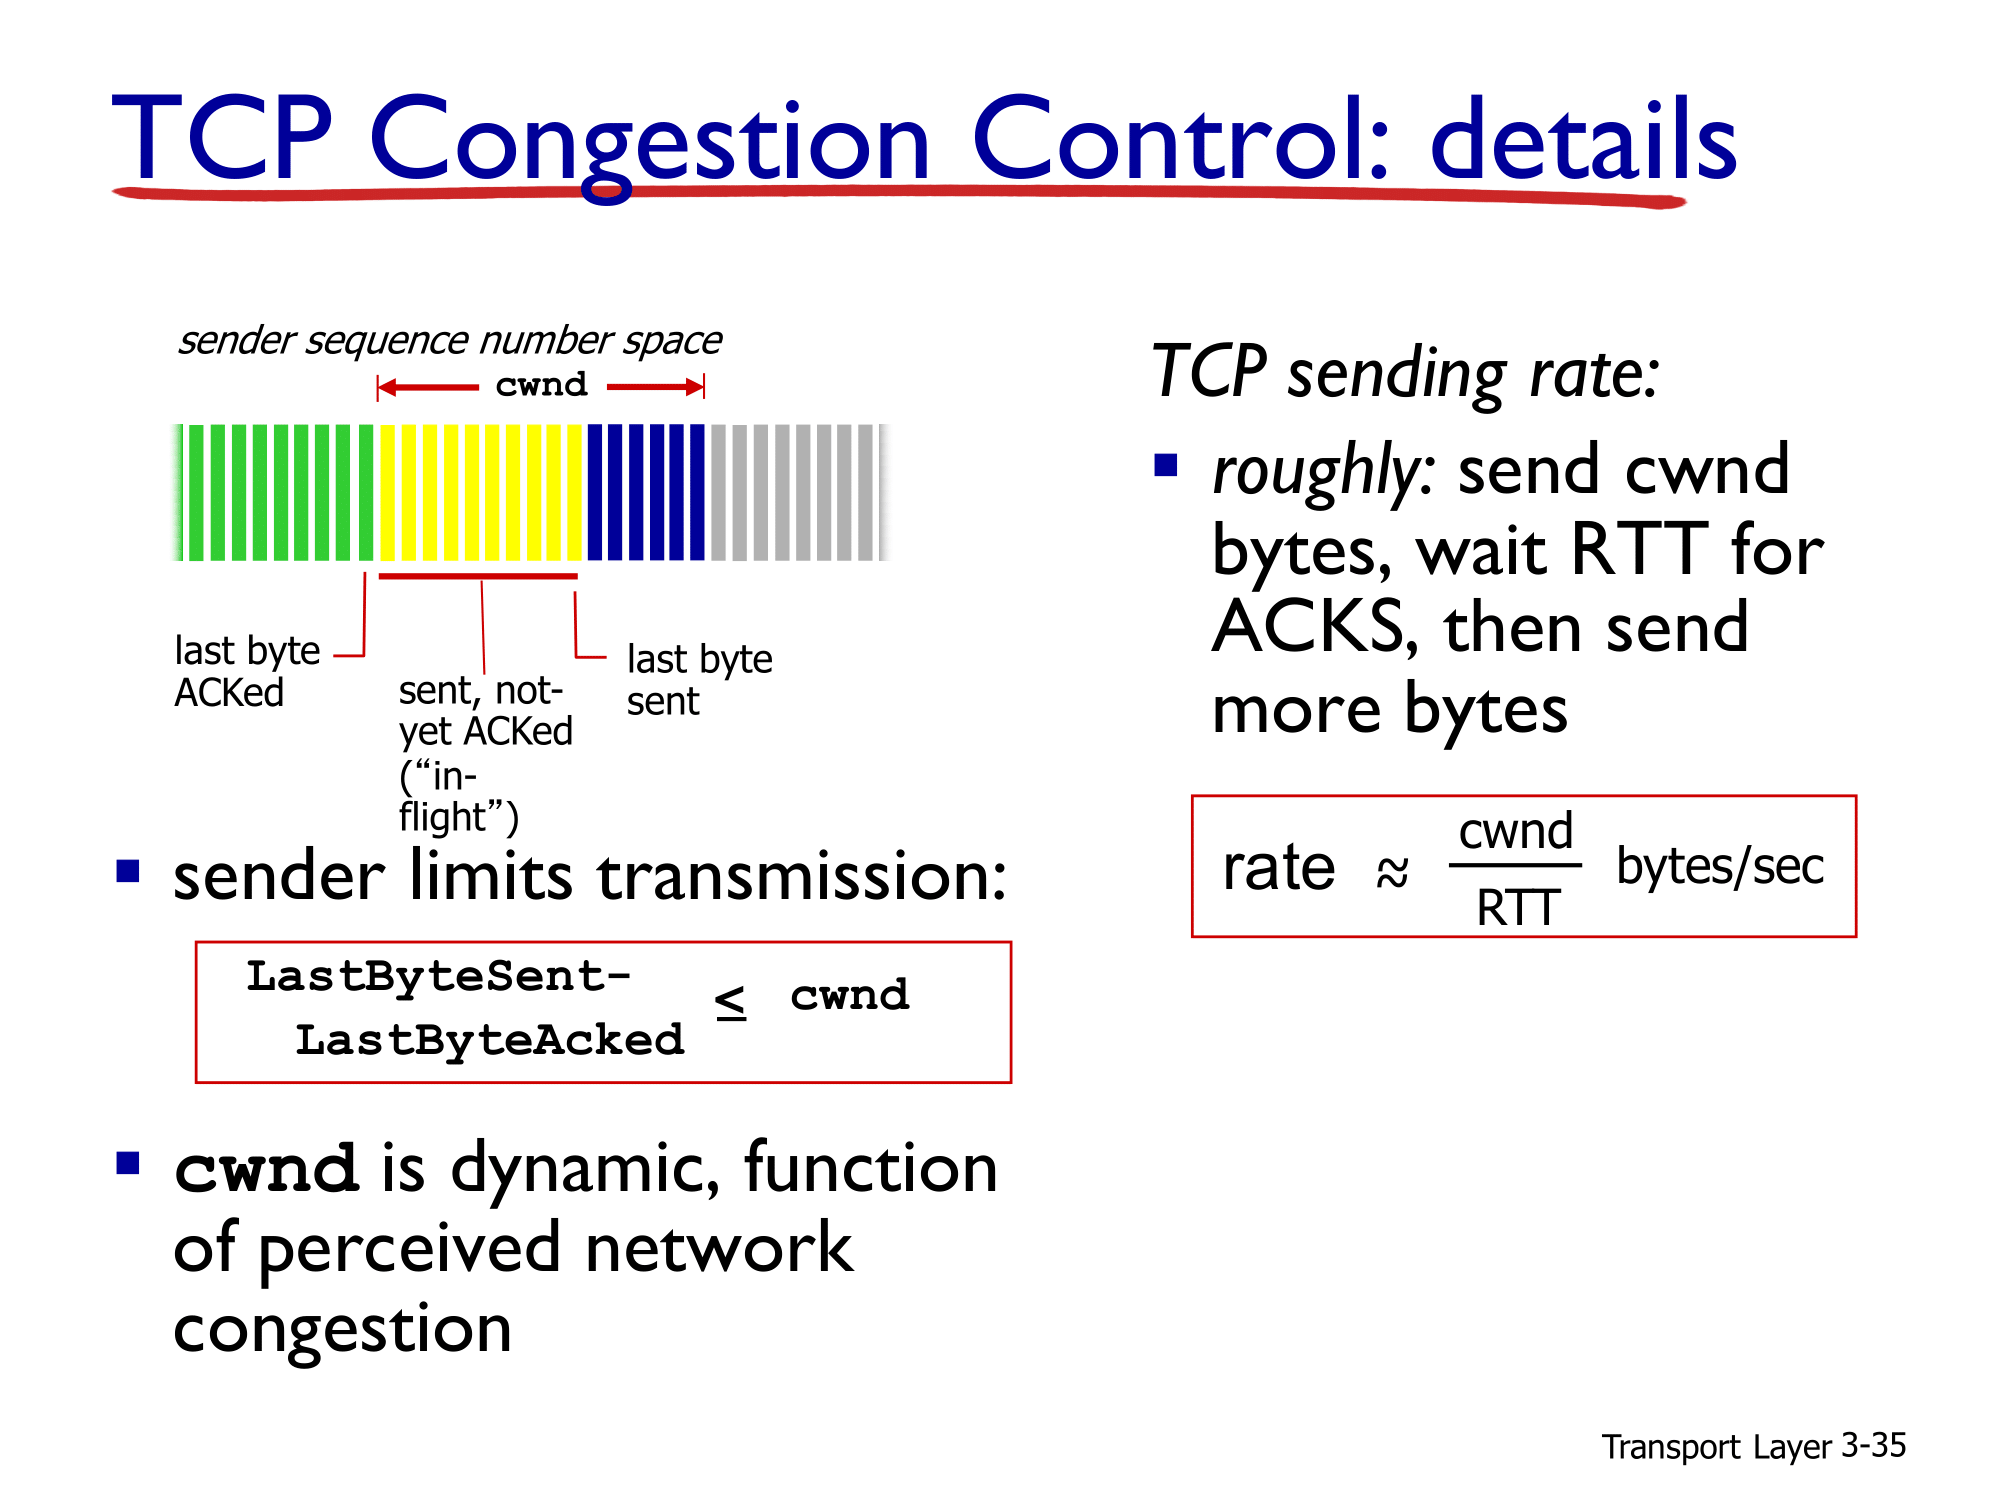 TCP Congestion Control: details
sender sequence number space
cwnd
last byte
ACKed
sent, not-
yet ACKed
(“in-
flight”)
last byte
sent
sender limits transmission:
LastByteSent-
LastByteAcked
≤ cwnd
cwnd is dynamic, function
of perceived network
congestion
TCP sending rate:
roughly: send cwnd
bytes, wait RTT for
ACKS, then send
more bytes
rate ≈
cwnd
RTT
bytes/sec
Transport Layer 3-35